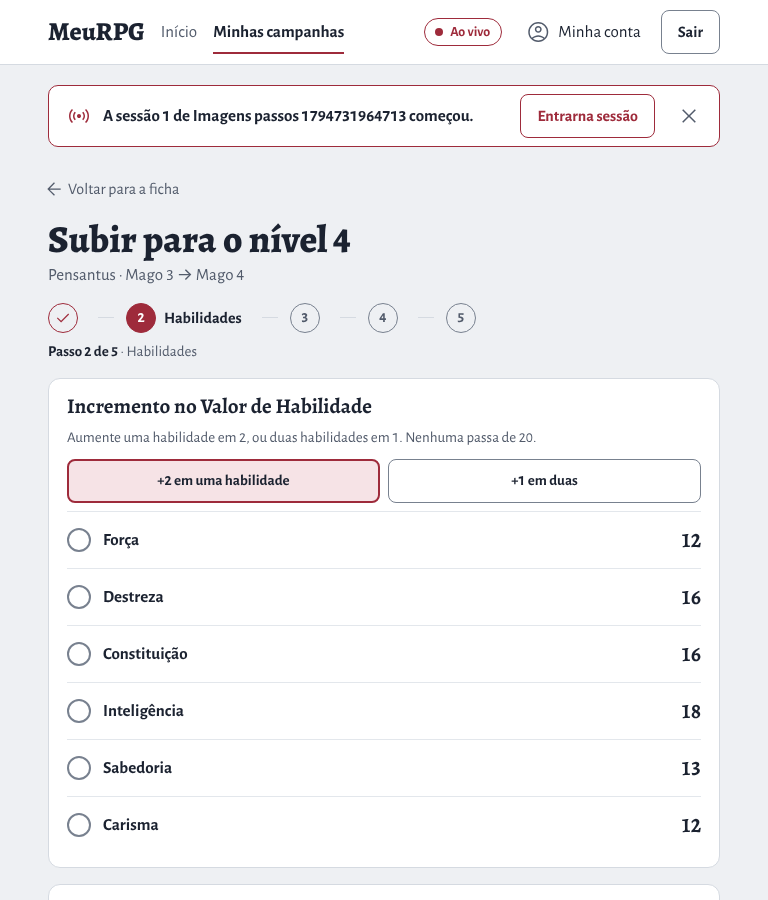 MeuRPG Início Minhas campanhas Ao vivo Minha conta Sair
A sessão 1 de Imagens passos 1794731964713 começou. Entrarna sessão
Voltar para a ficha
Subir para o nível 4
Pensantus · Mago 3 → Mago 4
2 Habilidades 3 4 5
Passo 2 de 5 · Habilidades
Incremento no Valor de Habilidade
Aumente uma habilidade em 2, ou duas habilidades em 1. Nenhuma passa de 20.
+2 em uma habilidade +1 em duas
Força 12
Destreza 16
Constituição 16
Inteligência 18
Sabedoria 13
Carisma 12